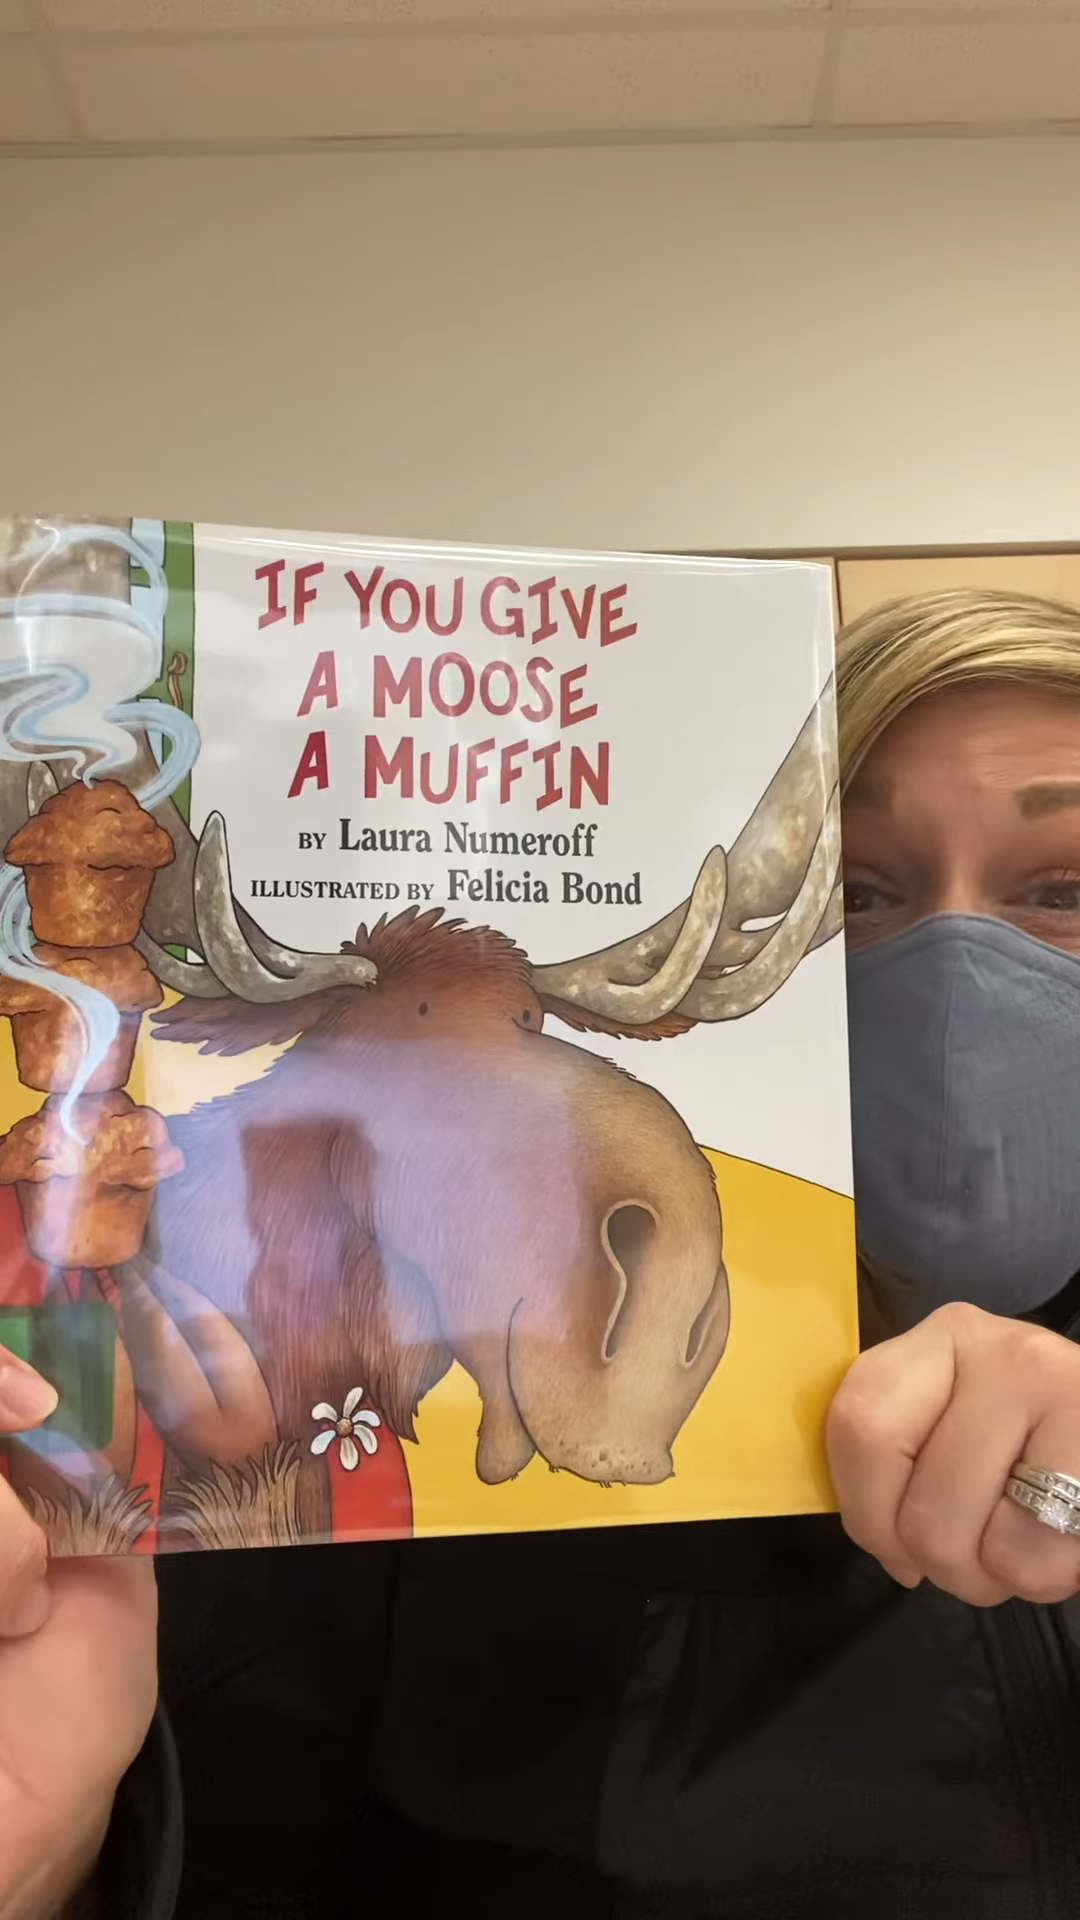 IF YOU GIVE
A MOOSE
A MUFFIN
BY Laura Numeroff
ILLUSTRATED BY Felicia Bond